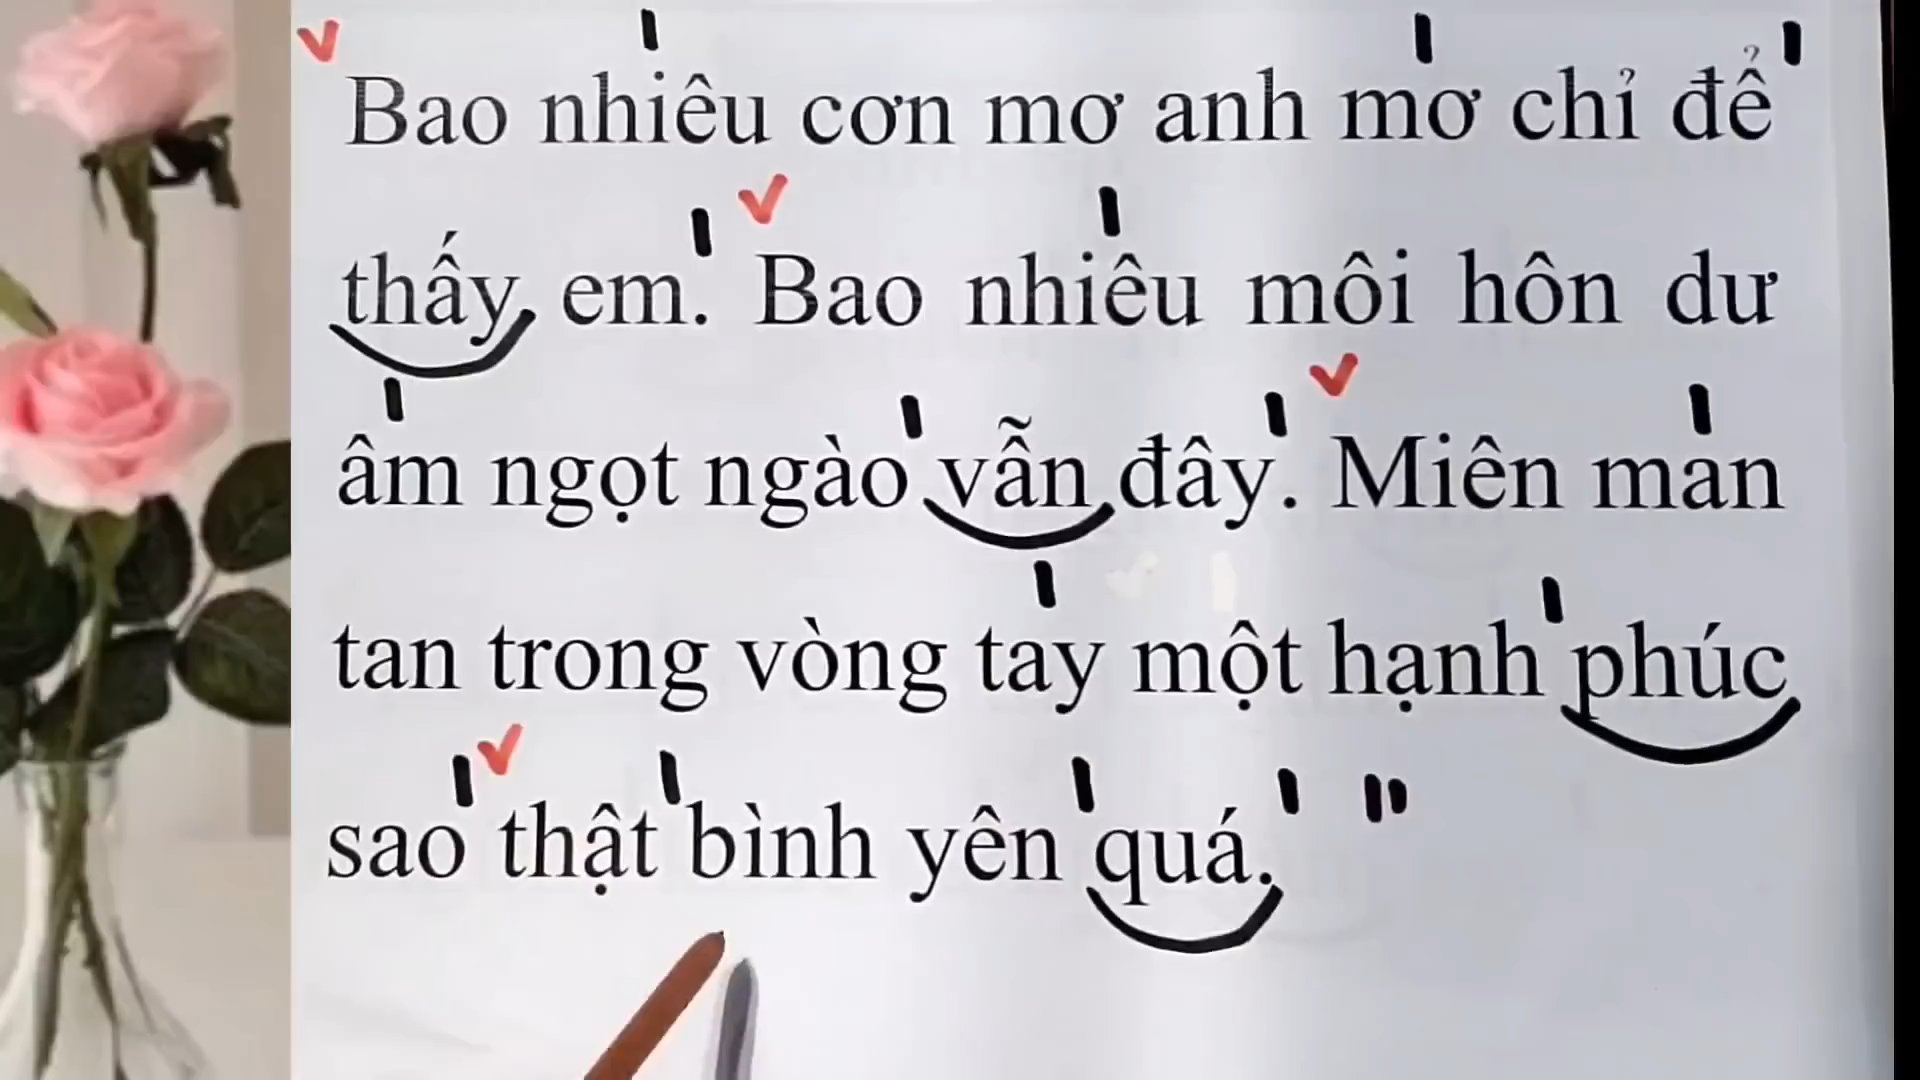 Bao nhiêu cơn mơ anh mơ chỉ để
thấy em. Bao nhiêu môi hôn dư
âm ngọt ngào vẫn đây. Miên man
tan trong vòng tay một hạnh phúc
sao thật bình yên quá.